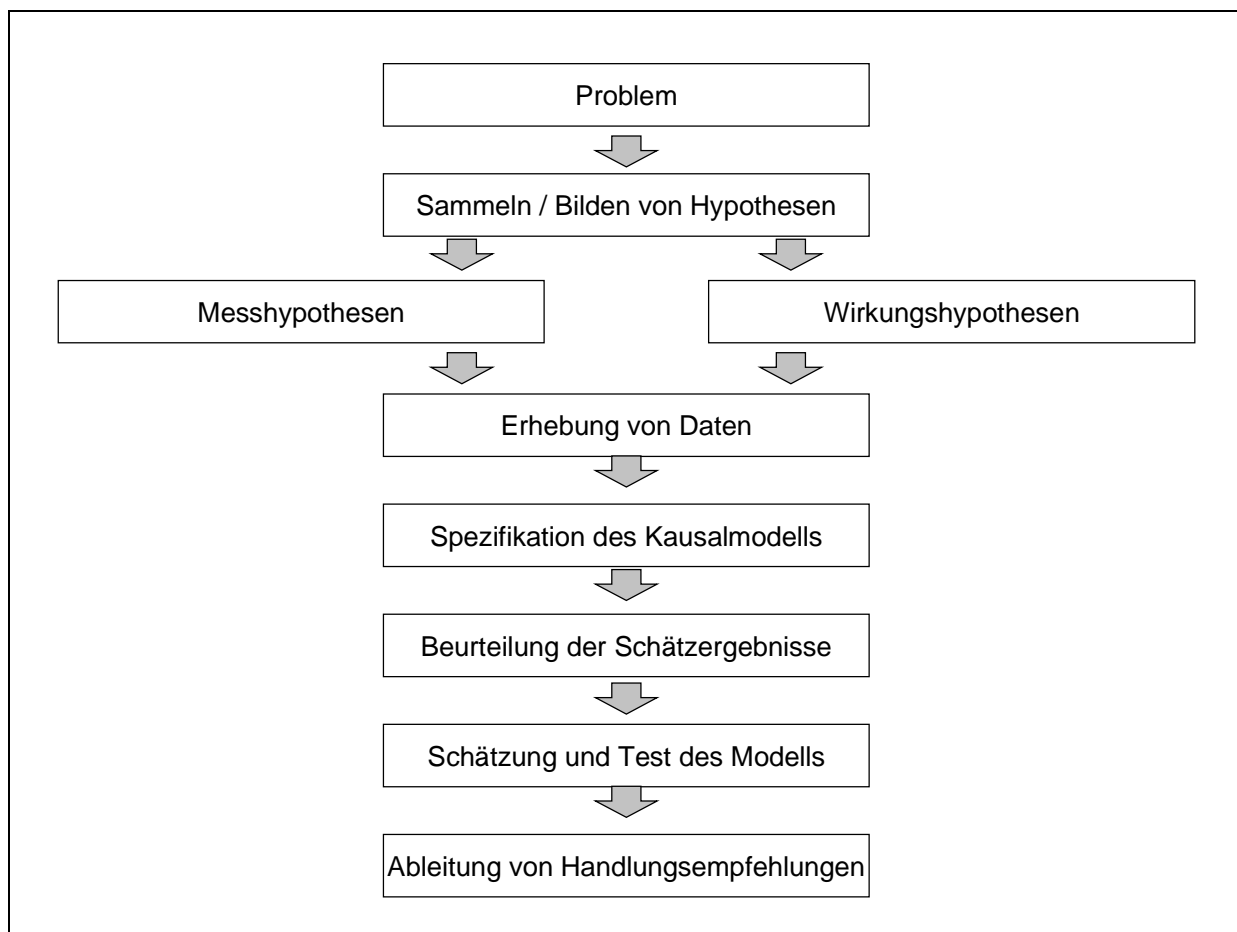 Problem
Sammeln / Bilden von Hypothesen
Messhypothesen
Wirkungshypothesen
Erhebung von Daten
Spezifikation des Kausalmodells
Beurteilung der Schätzergebnisse
Schätzung und Test des Modells
Ableitung von Handlungsempfehlungen